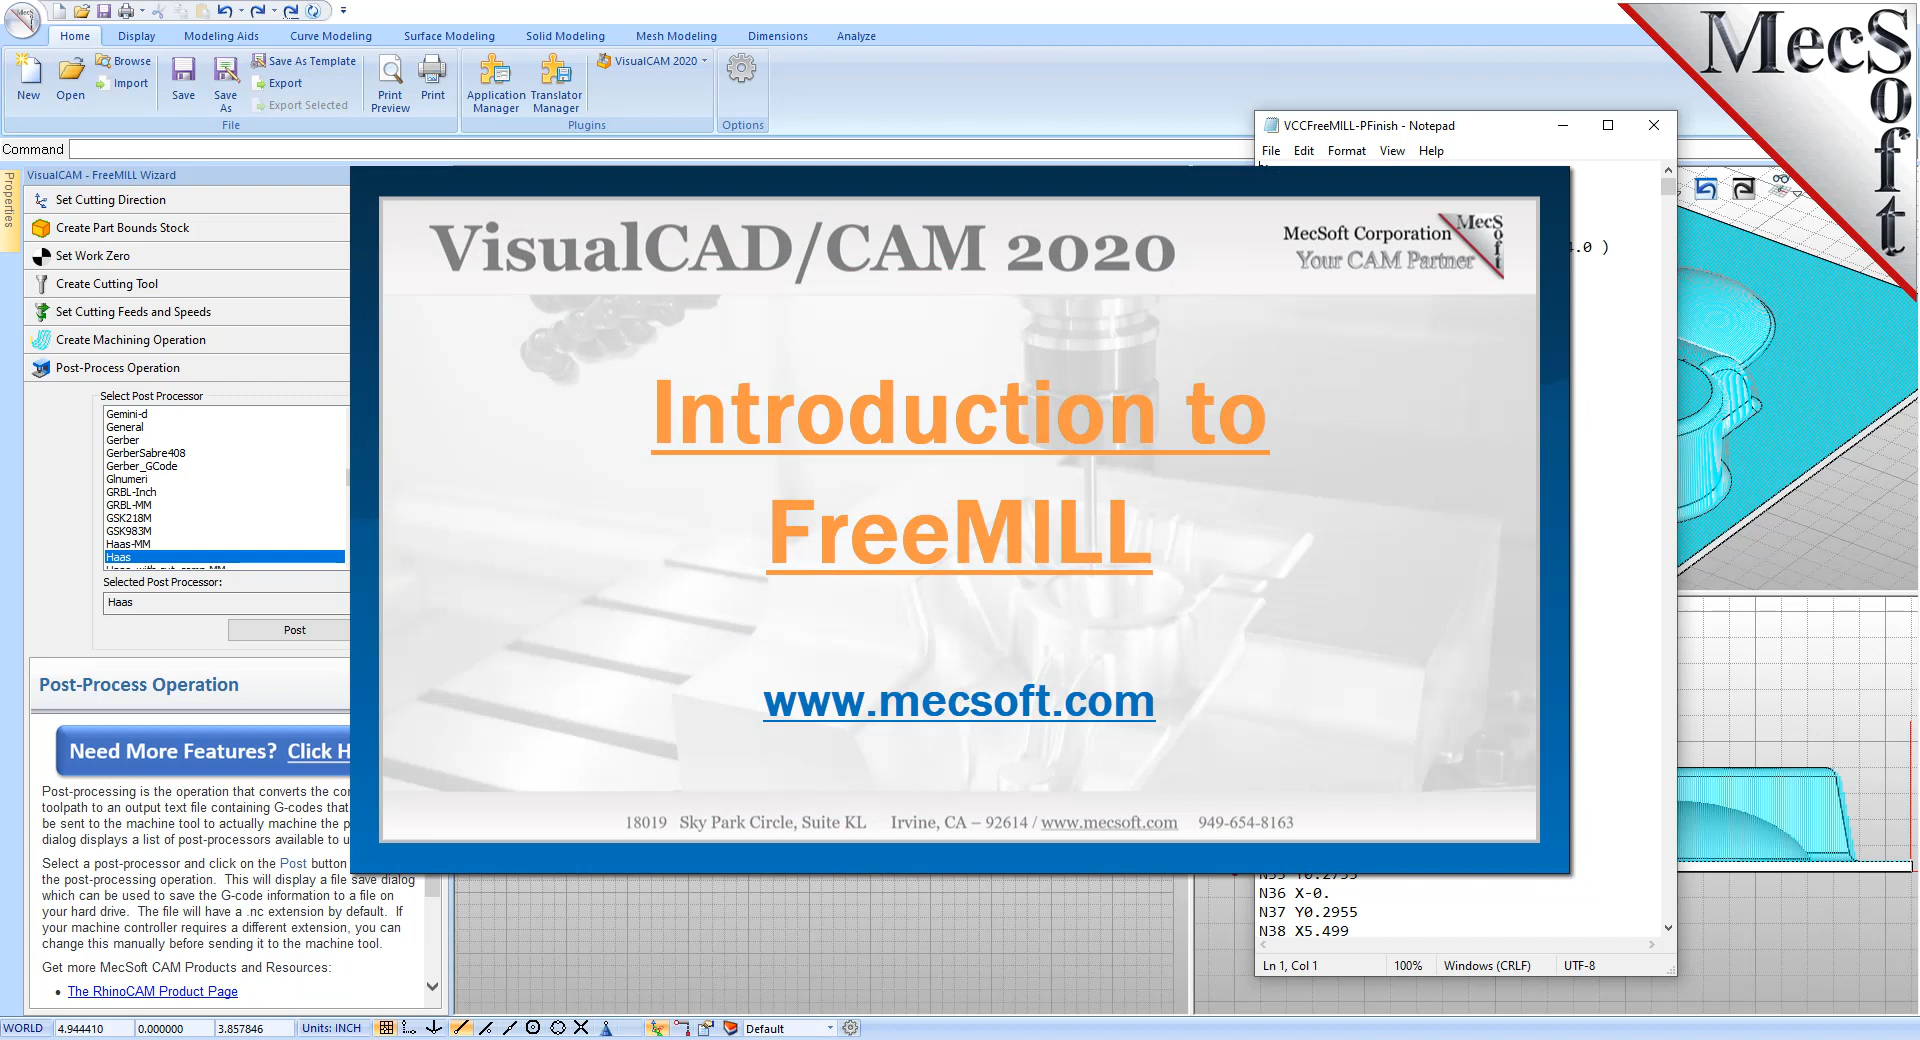 Home Display Modeling Aids Curve Modeling Surface Modeling Solid Modeling Mesh Modeling Dimensions Analyze
New
Open
Browse
Import
Save
Save As
Save As Template
Export
Export Selected
Print Preview
Print
Application Manager
Translator Manager
VisualCAM 2020
File
Plugins
Options
MecSoft
Command
Properties
VisualCAM - FreeMILL Wizard
Set Cutting Direction
Create Part Bounds Stock
Set Work Zero
Create Cutting Tool
Set Cutting Feeds and Speeds
Create Machining Operation
Post-Process Operation
Select Post Processor
Gemini-d
General
Gerber
GerberSabre408
Gerber_GCode
Glnumeri
GRBL-Inch
GRBL-MM
GSK218M
GSK983M
Haas-MM
Haas
Selected Post Processor:
Haas
Post
Post-Process Operation
Need More Features? Click H
Post-processing is the operation that converts the co
toolpath to an output text file containing G-codes that
be sent to the machine tool to actually machine the p
dialog displays a list of post-processors available to u
Select a post-processor and click on the Post button
the post-processing operation. This will display a file save dialog
which can be used to save the G-code information to a file on
your hard drive. The file will have a .nc extension by default. If
your machine controller requires a different extension, you can
change this manually before sending it to the machine tool.
Get more MecSoft CAM Products and Resources:
• The RhinoCAM Product Page
VCCFreeMILL-PFinish - Notepad
File Edit Format View Help
.0 )
VisualCAD/CAM 2020
MecSoft Corporation
Your CAM Partner
MecSoft
Introduction to
FreeMILL
www.mecsoft.com
18019 Sky Park Circle, Suite KL Irvine, CA – 92614 / www.mecsoft.com 949-654-8163
N35 Y0.2755
N36 X-0.
N37 Y0.2955
N38 X5.499
Ln 1, Col 1 100% Windows (CRLF) UTF-8
WORLD 4.944410 0.000000 3.857846 Units: INCH Default